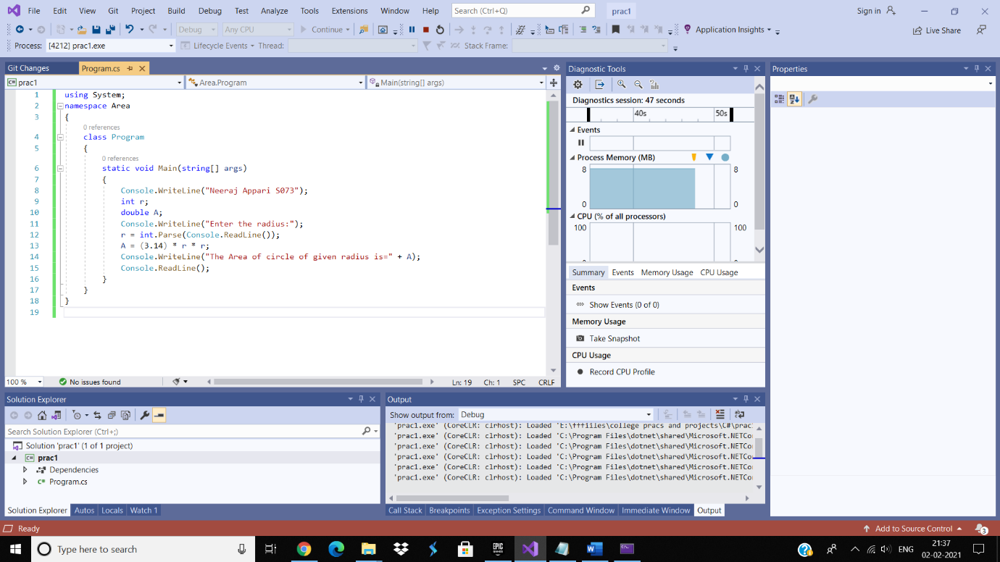 File Edit View Git Project Build Debug Test Analyze Tools Extensions Window Help Search (Ctrl+Q) prac1 Sign in
Debug Any CPU Continue Application Insights Live Share
Process: [4212] prac1.exe Lifecycle Events Thread: Stack Frame:
Git Changes Program.cs
C# prac1 Area.Program Main(string[] args)
1 using System;
2 namespace Area
3 {
0 references
4 class Program
5 {
0 references
6 static void Main(string[] args)
7 {
8 Console.WriteLine("Neeraj Appari S073");
9 int r;
10 double A;
11 Console.WriteLine("Enter the radius:");
12 r = int.Parse(Console.ReadLine());
13 A = (3.14) * r * r;
14 Console.WriteLine("The Area of circle of given radius is=" + A);
15 Console.ReadLine();
16 }
17 }
18 }
19
100 % No issues found Ln: 19 Ch: 1 SPC CRLF
Diagnostic Tools
Diagnostics session: 47 seconds
40s 50s
Events
Process Memory (MB)
8 8
0 0
CPU (% of all processors)
100 100
Summary Events Memory Usage CPU Usage
Events
Show Events (0 of 0)
Memory Usage
Take Snapshot
CPU Usage
Record CPU Profile
Properties
Solution Explorer
Search Solution Explorer (Ctrl+;)
Solution 'prac1' (1 of 1 project)
C# prac1
Dependencies
C# Program.cs
Solution Explorer Autos Locals Watch 1
Output
Show output from: Debug
'prac1.exe' (CoreCLR: clrhost): Loaded 'E:\fffiiles\college pracs and projects\C#\prac
'prac1.exe' (CoreCLR: clrhost): Loaded 'C:\Program Files\dotnet\shared\Microsoft.NETCo
'prac1.exe' (CoreCLR: clrhost): Loaded 'C:\Program Files\dotnet\shared\Microsoft.NETCo
'prac1.exe' (CoreCLR: clrhost): Loaded 'C:\Program Files\dotnet\shared\Microsoft.NETCo
'prac1.exe' (CoreCLR: clrhost): Loaded 'C:\Program Files\dotnet\shared\Microsoft.NETCo
'prac1.exe' (CoreCLR: clrhost): Loaded 'C:\Program Files\dotnet\shared\Microsoft.NETCo
Call Stack Breakpoints Exception Settings Command Window Immediate Window Output
Ready Add to Source Control 3
Type here to search EPIC GAMES ENG 21:37
02-02-2021